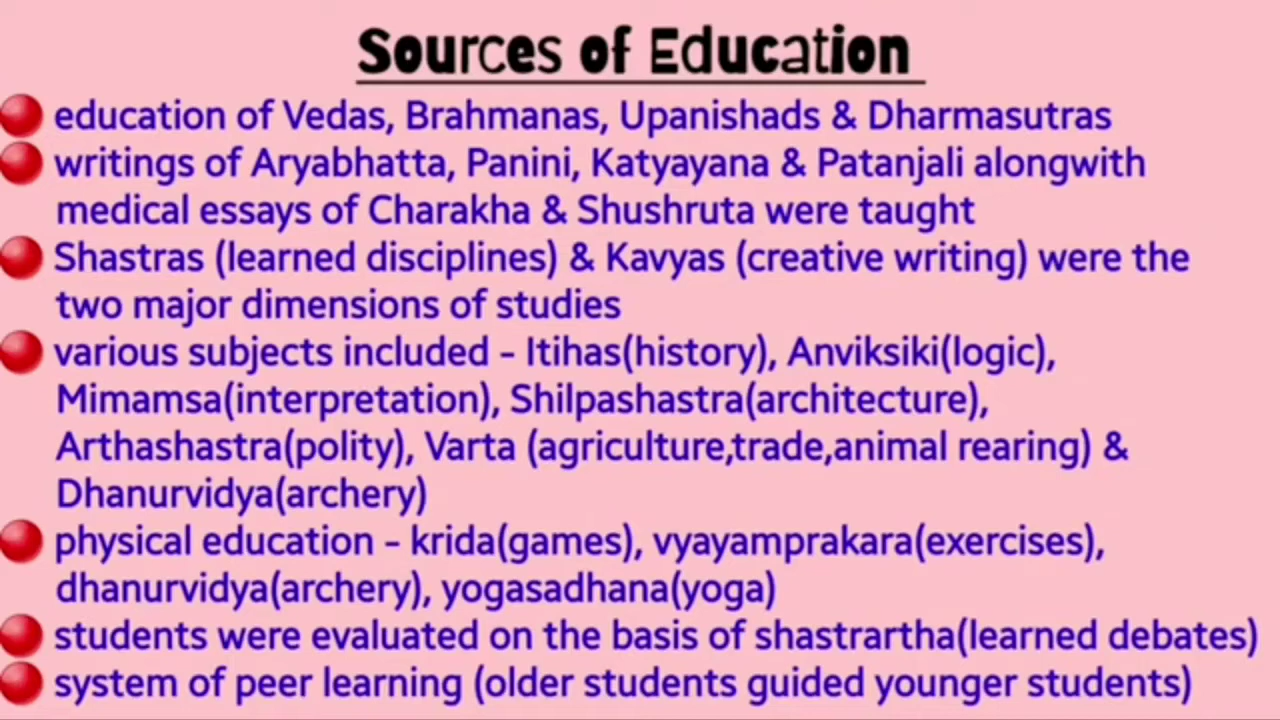 Sources of Education
education of Vedas, Brahmanas, Upanishads & Dharmasutras
writings of Aryabhatta, Panini, Katyayana & Patanjali alongwith
medical essays of Charakha & Shushruta were taught
Shastras (learned disciplines) & Kavyas (creative writing) were the
two major dimensions of studies
various subjects included - Itihas(history), Anviksiki(logic),
Mimamsa(interpretation), Shilpashastra(architecture),
Arthashastra(polity), Varta (agriculture,trade,animal rearing) &
Dhanurvidya(archery)
physical education - krida(games), vyayamprakara(exercises),
dhanurvidya(archery), yogasadhana(yoga)
students were evaluated on the basis of shastrartha(learned debates)
system of peer learning (older students guided younger students)